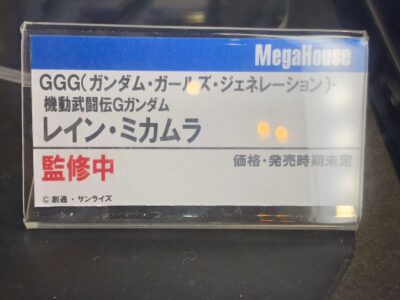 MegaHouse
GGG(ガンダム・ガールズ・ジェネレーション)
機動武闘伝Gガンダム
レイン・ミカムラ
監修中
価格・発売時期未定
©創通・サンライズ